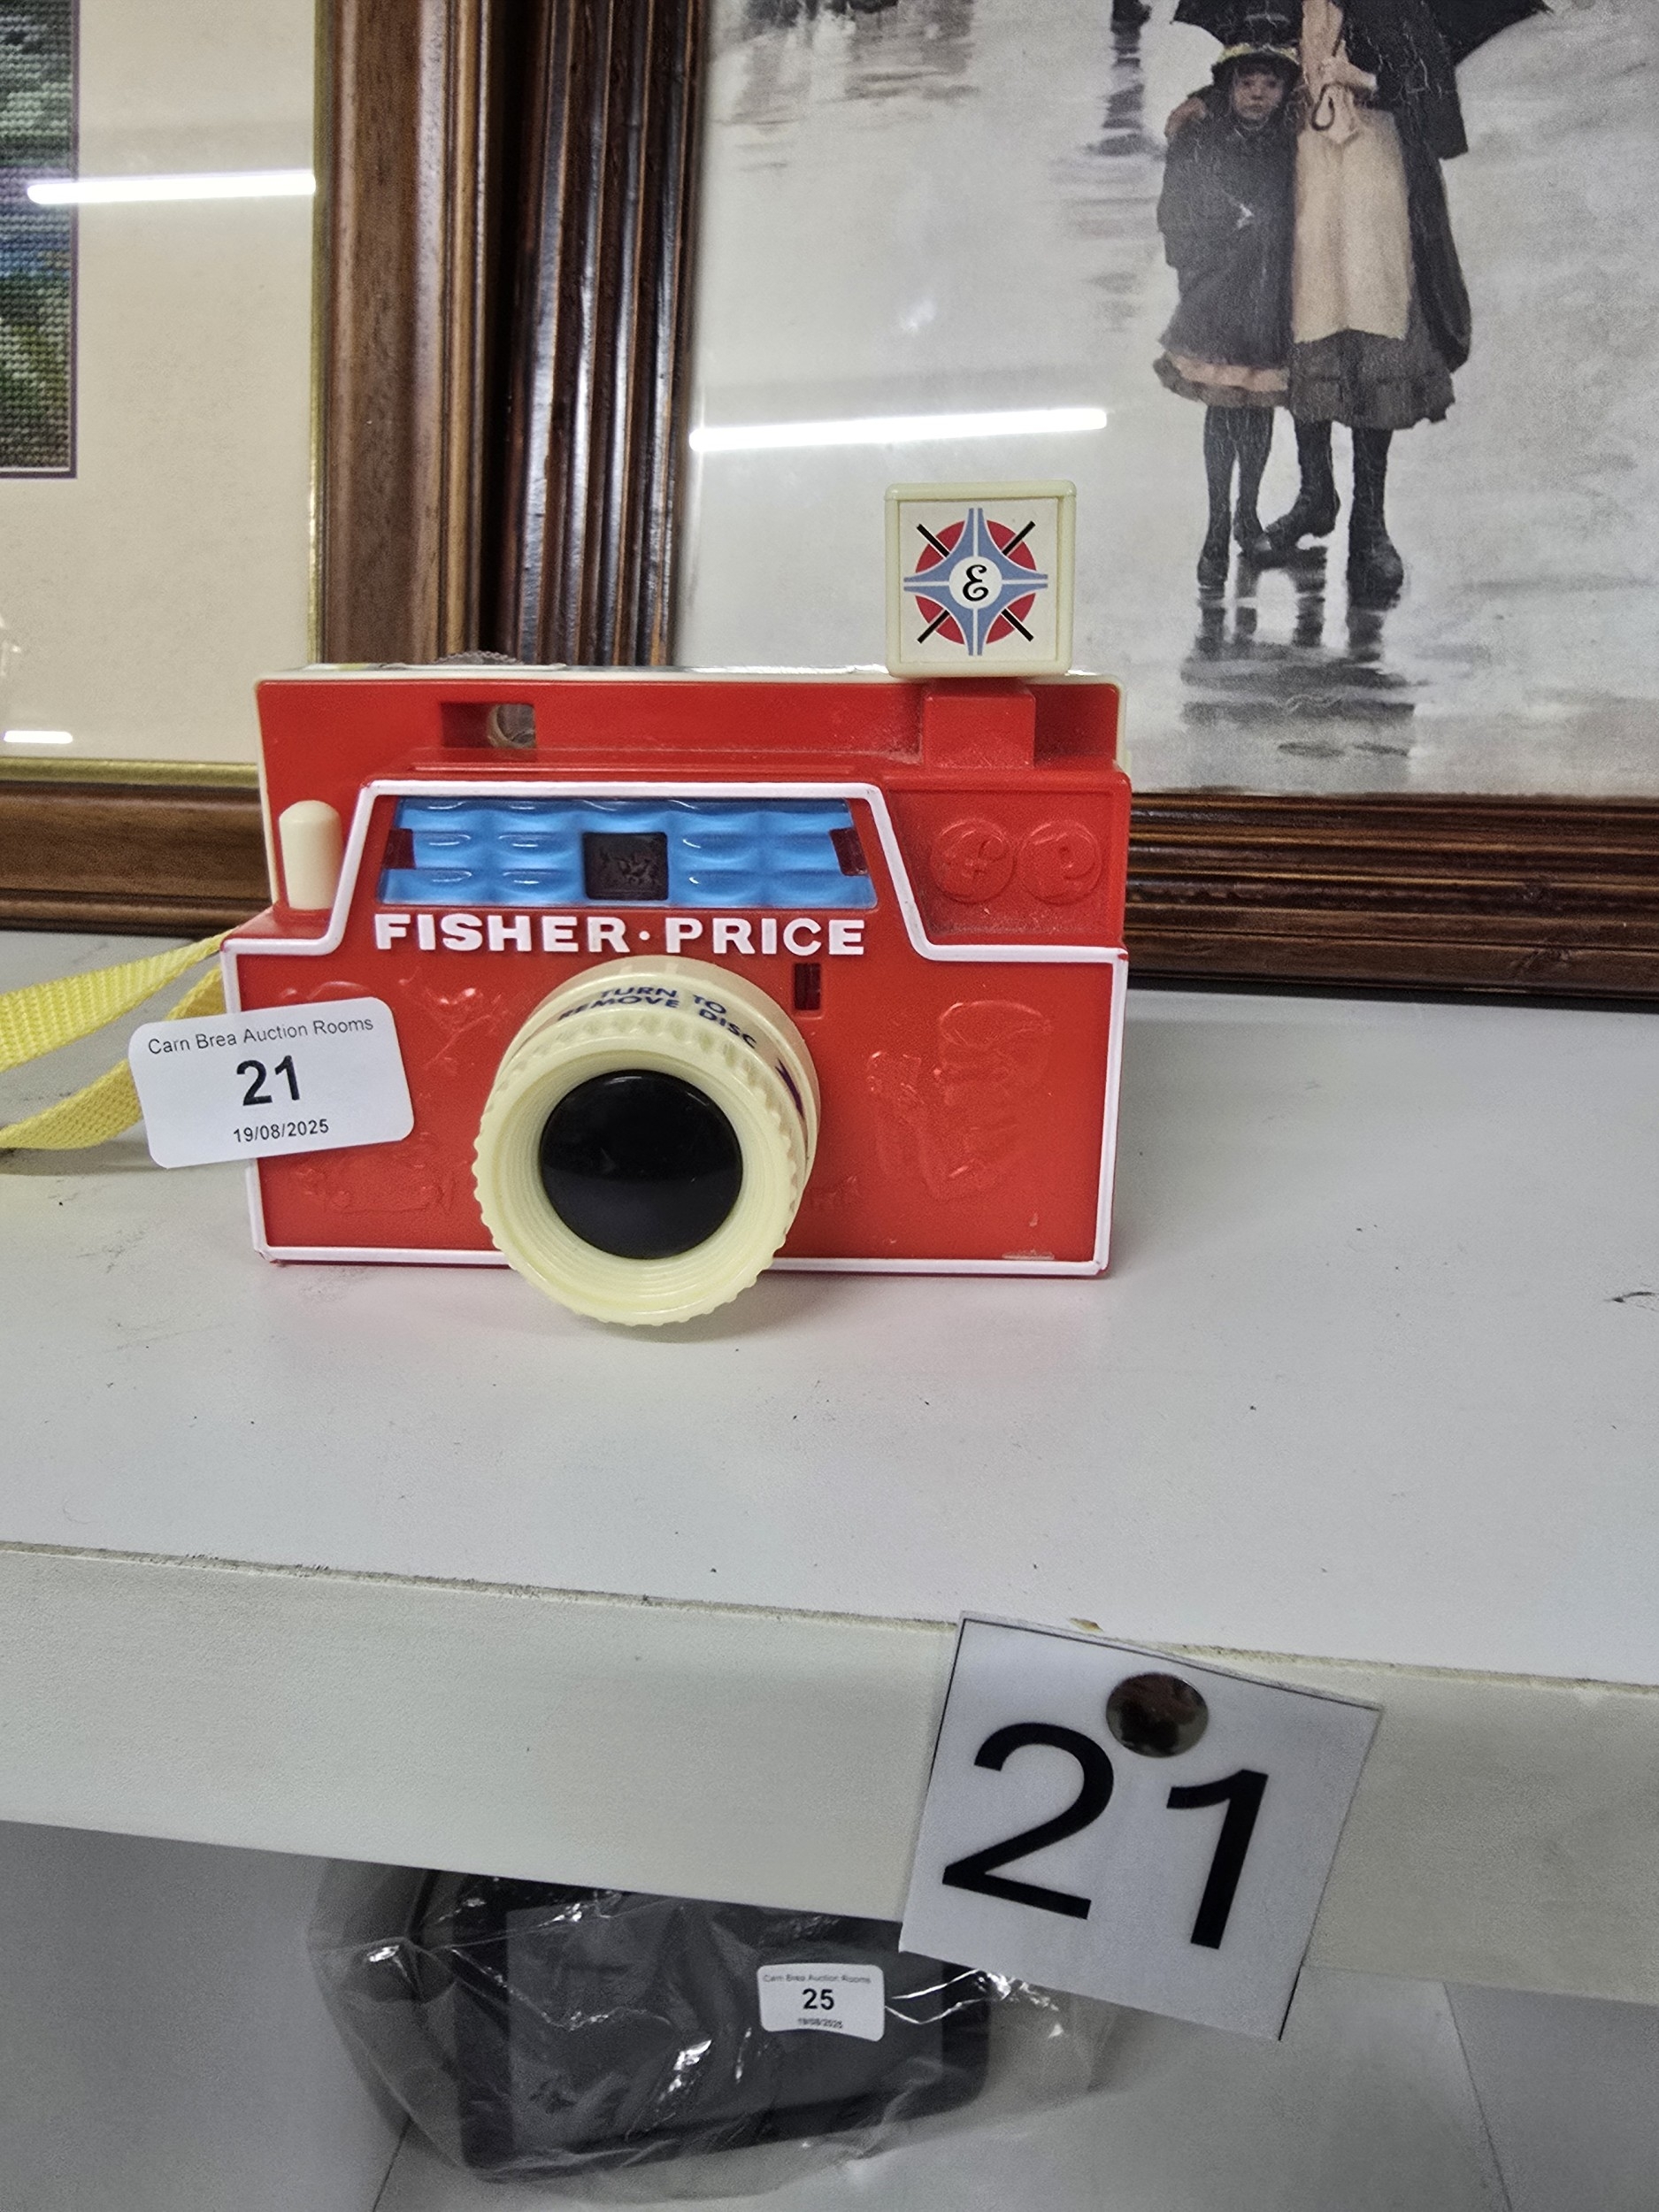 Ɛ
fp
FISHER·PRICE
TURN TO
REMOVE DISC
Carn Brea Auction Rooms
21
19/08/2025
21
Carn Brea Auction Rooms
25
19/08/2025